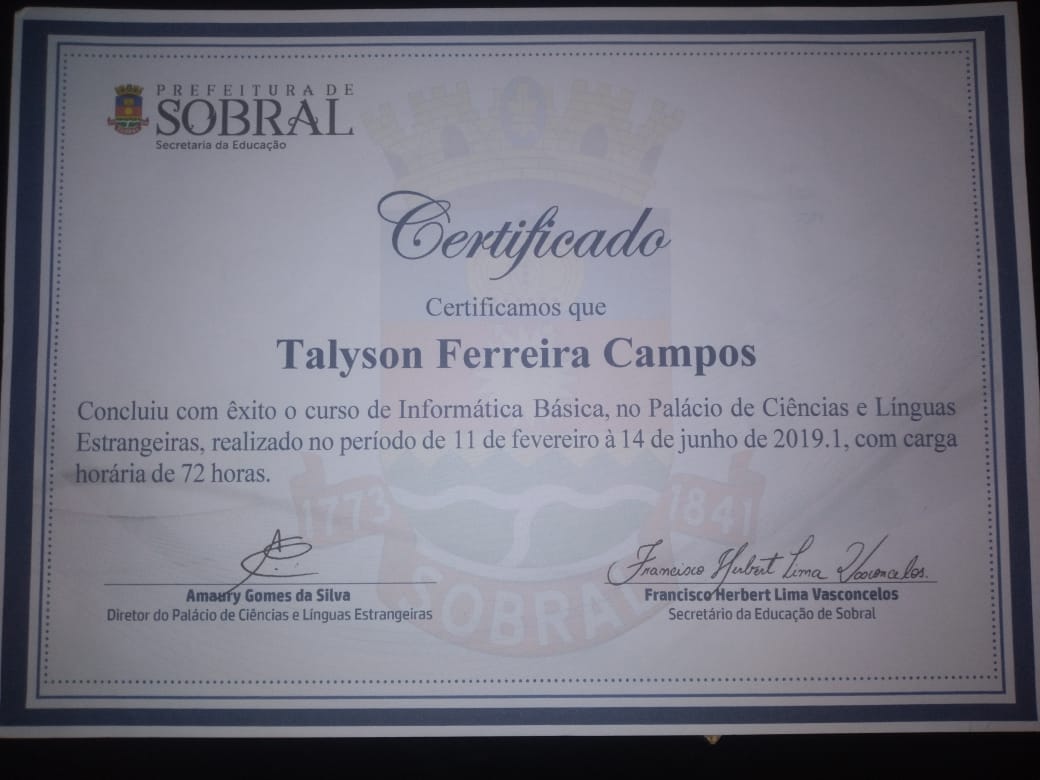 PREFEITURA DE
SOBRAL
Secretaria da Educação
Certificado
Certificamos que
Talyson Ferreira Campos
Concluiu com êxito o curso de Informática Básica, no Palácio de Ciências e Línguas
Estrangeiras, realizado no período de 11 de fevereiro à 14 de junho de 2019.1, com carga
horária de 72 horas.
1773
1841
SOBRAL
Francisco Herbert Lima Vasconcelos.
Amaury Gomes da Silva
Diretor do Palácio de Ciências e Línguas Estrangeiras
Francisco Herbert Lima Vasconcelos
Secretário da Educação de Sobral